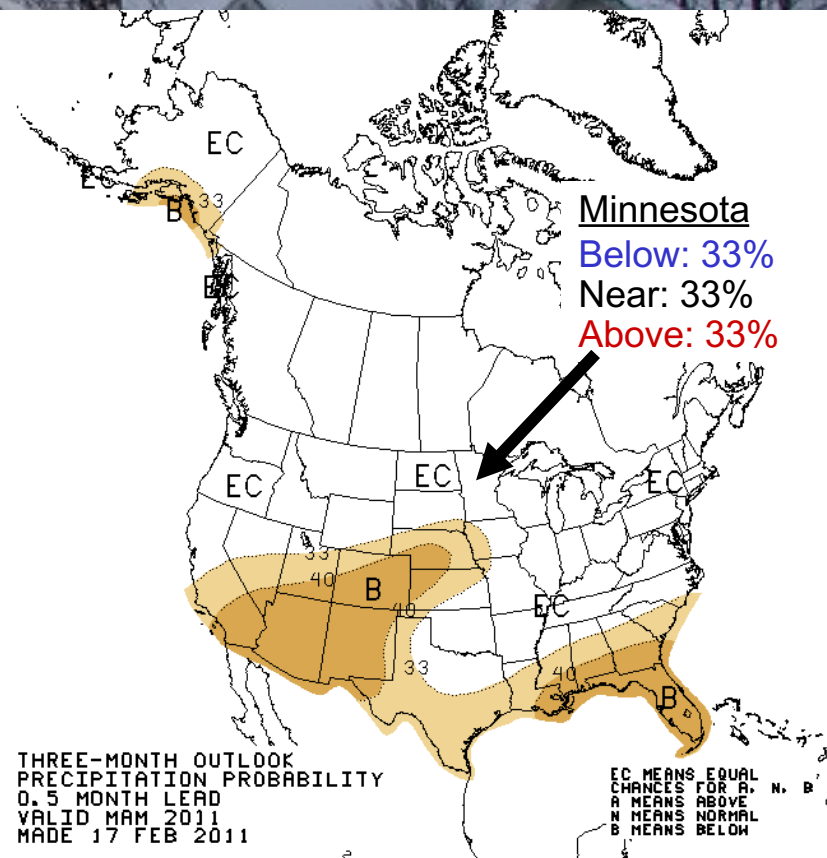 EC
EC
33
B
EC
Minnesota
Below: 33%
Near: 33%
Above: 33%
EC
EC
EC
33
40
B
40
EC
33
40
B
THREE-MONTH OUTLOOK
PRECIPITATION PROBABILITY
0.5 MONTH LEAD
VALID MAM 2011
MADE 17 FEB 2011
EC MEANS EQUAL
CHANCES FOR A, N, B
A MEANS ABOVE
N MEANS NORMAL
B MEANS BELOW